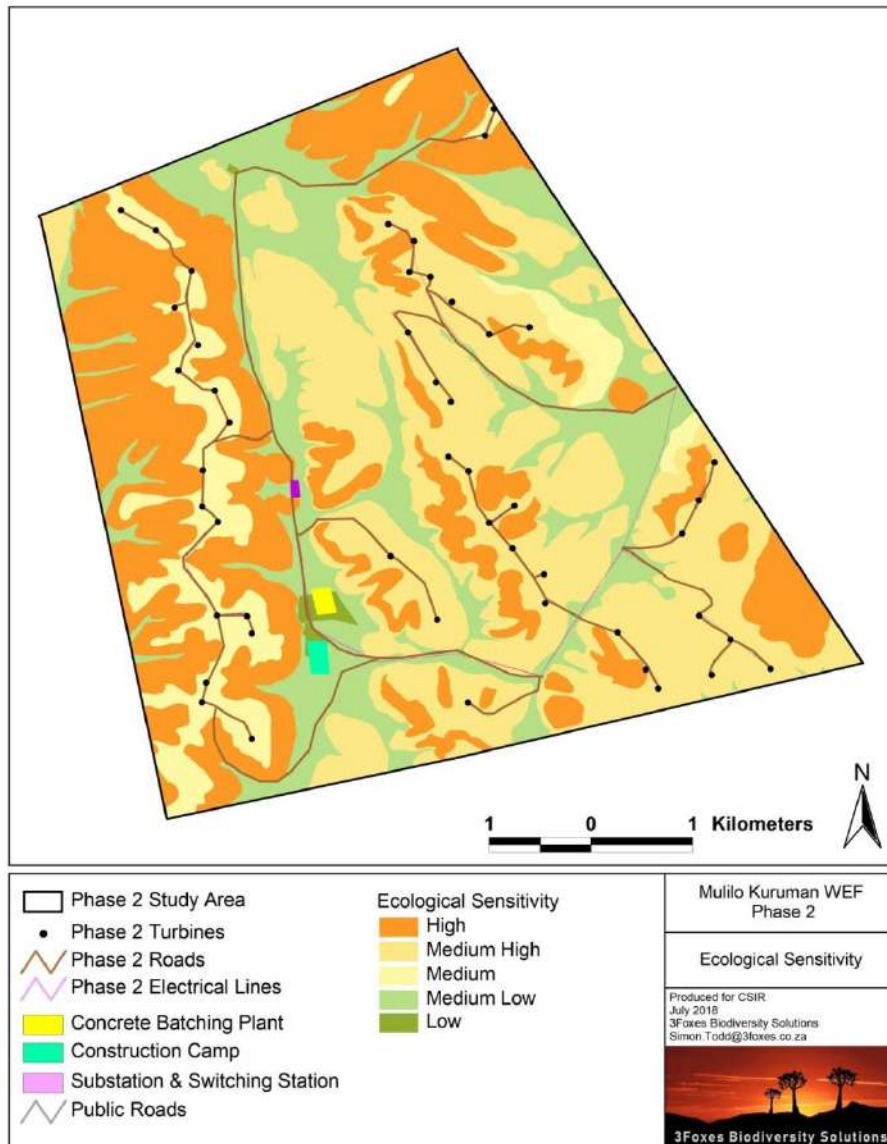 N
1 0 1 Kilometers
Phase 2 Study Area
Phase 2 Turbines
Phase 2 Roads
Phase 2 Electrical Lines
Concrete Batching Plant
Construction Camp
Substation & Switching Station
Public Roads
Ecological Sensitivity
High
Medium High
Medium
Medium Low
Low
Mulilo Kuruman WEF
Phase 2
Ecological Sensitivity
Produced for CSIR
July 2018
3Foxes Biodiversity Solutions
Simon.Todd@3foxes.co.za
3Foxes Biodiversity Solutions